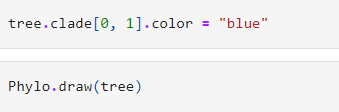 tree.clade[0, 1].color = "blue"
Phylo.draw(tree)